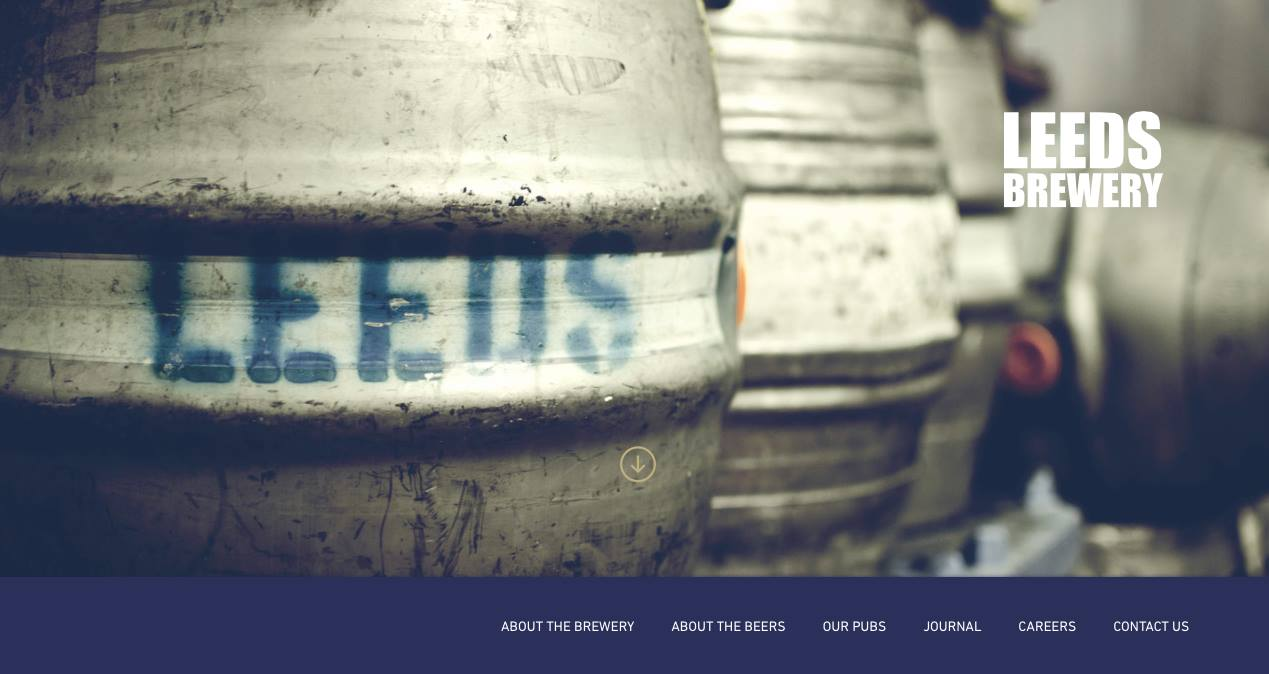 LEEDS
BREWERY
LEEDS
ABOUT THE BREWERY ABOUT THE BEERS OUR PUBS JOURNAL CAREERS CONTACT US